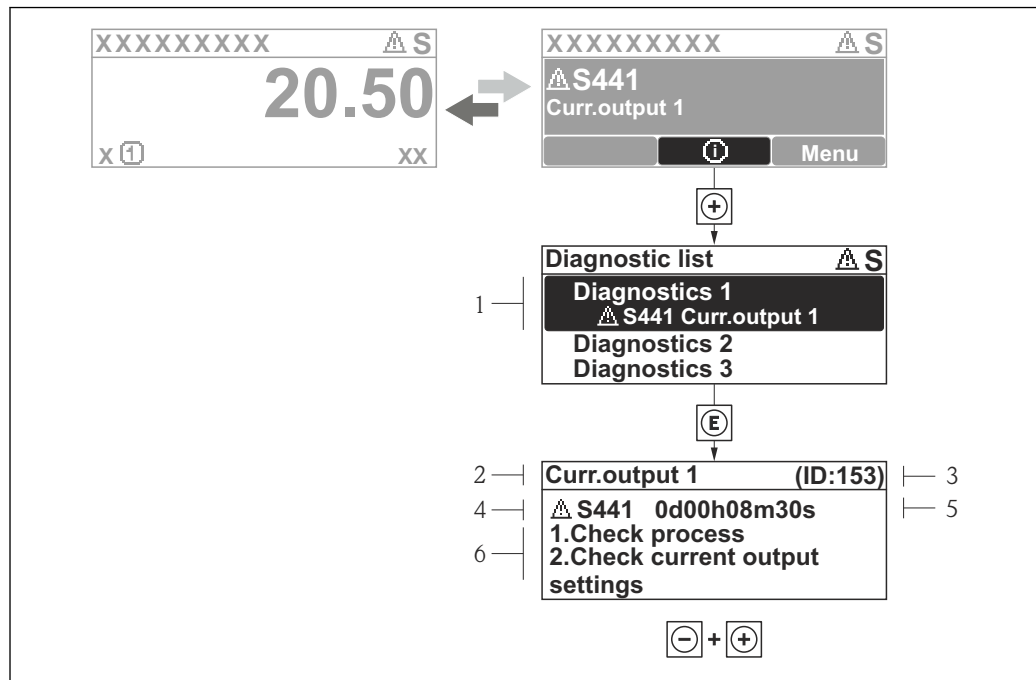 XXXXXXXXX S
20.50
X 1 XX
XXXXXXXXX S
S441
Curr.output 1
i Menu
+
Diagnostic list S
1
Diagnostics 1
S441 Curr.output 1
Diagnostics 2
Diagnostics 3
E
2 Curr.output 1 (ID:153) 3
4 S441 0d00h08m30s 5
6
1.Check process
2.Check current output
settings
- + +